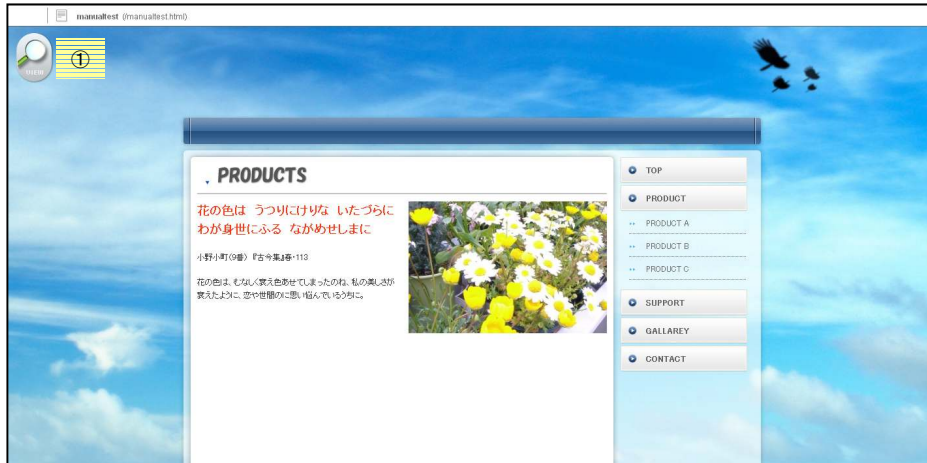 manualtest (/manualtest.html)
①
PRODUCTS
花の色は うつりにけりな いたづらに
わが身世にふる ながめせしまに
小野小町(9番) 『古今集』春・113
花の色は、むなしく衰え色あせてしまったのね、私の美しさが
衰えたように、恋や世間のに思い悩んでいるうちに。
TOP
PRODUCT
PRODUCT A
PRODUCT B
PRODUCT C
SUPPORT
GALLAREY
CONTACT